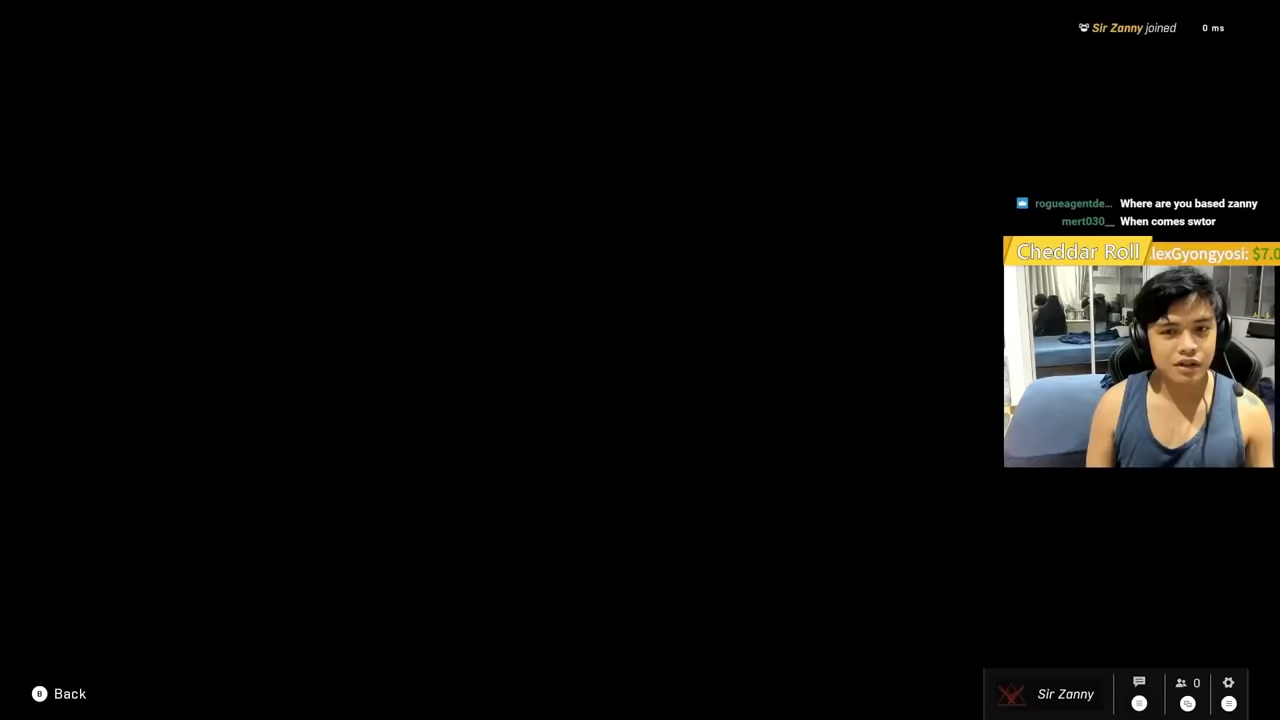 Sir Zanny joined 0 ms
rogueagentde... Where are you based zanny
mert030__ When comes swtor
Cheddar Roll
lexGyongyosi: $7.0
B Back
Sir Zanny
0